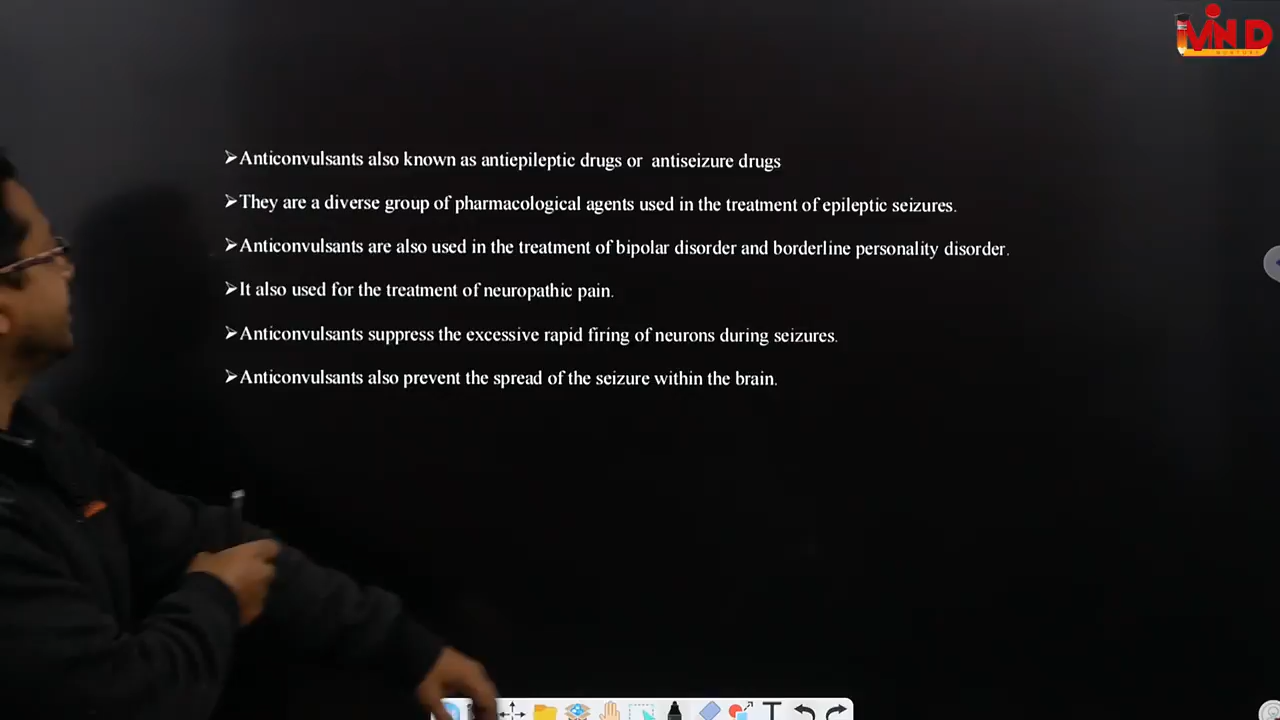 MIND
➢Anticonvulsants also known as antiepileptic drugs or antiseizure drugs
➢They are a diverse group of pharmacological agents used in the treatment of epileptic seizures.
➢Anticonvulsants are also used in the treatment of bipolar disorder and borderline personality disorder.
➢It also used for the treatment of neuropathic pain.
➢Anticonvulsants suppress the excessive rapid firing of neurons during seizures.
➢Anticonvulsants also prevent the spread of the seizure within the brain.
T